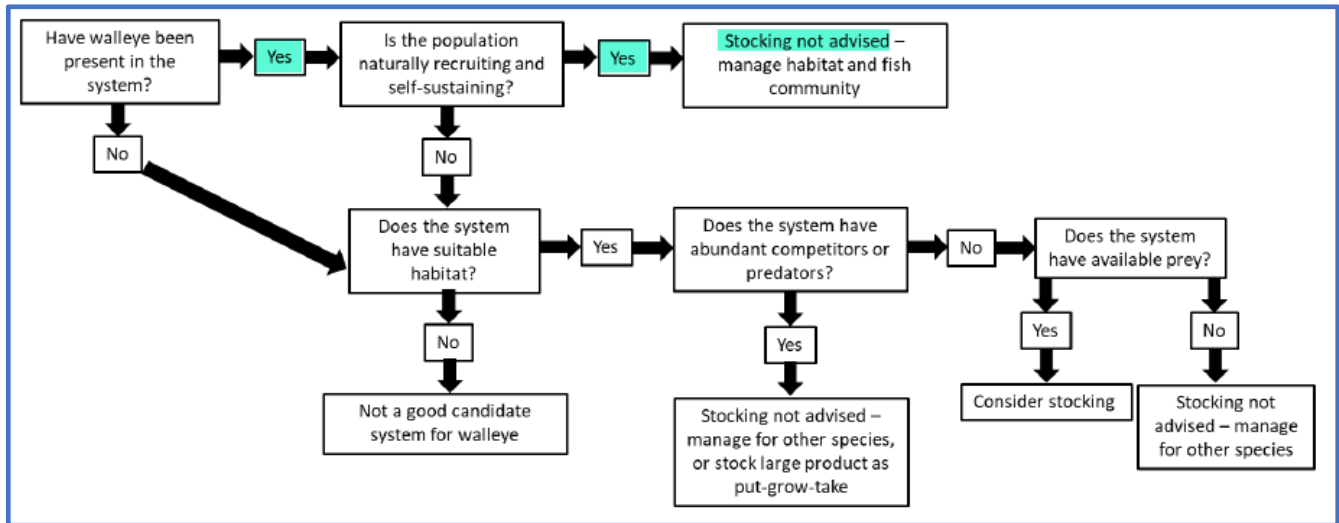 Have walleye been
present in the
system?
Yes
Is the population
naturally recruiting and
self-sustaining?
Yes
Stocking not advised –
manage habitat and fish
community
No
No
Does the system
have suitable
habitat?
Yes
Does the system have
abundant competitors or
predators?
No
Does the system
have available prey?
No
Yes
Yes
No
Not a good candidate
system for walleye
Stocking not advised –
manage for other species,
or stock large product as
put-grow-take
Consider stocking
Stocking not
advised – manage
for other species